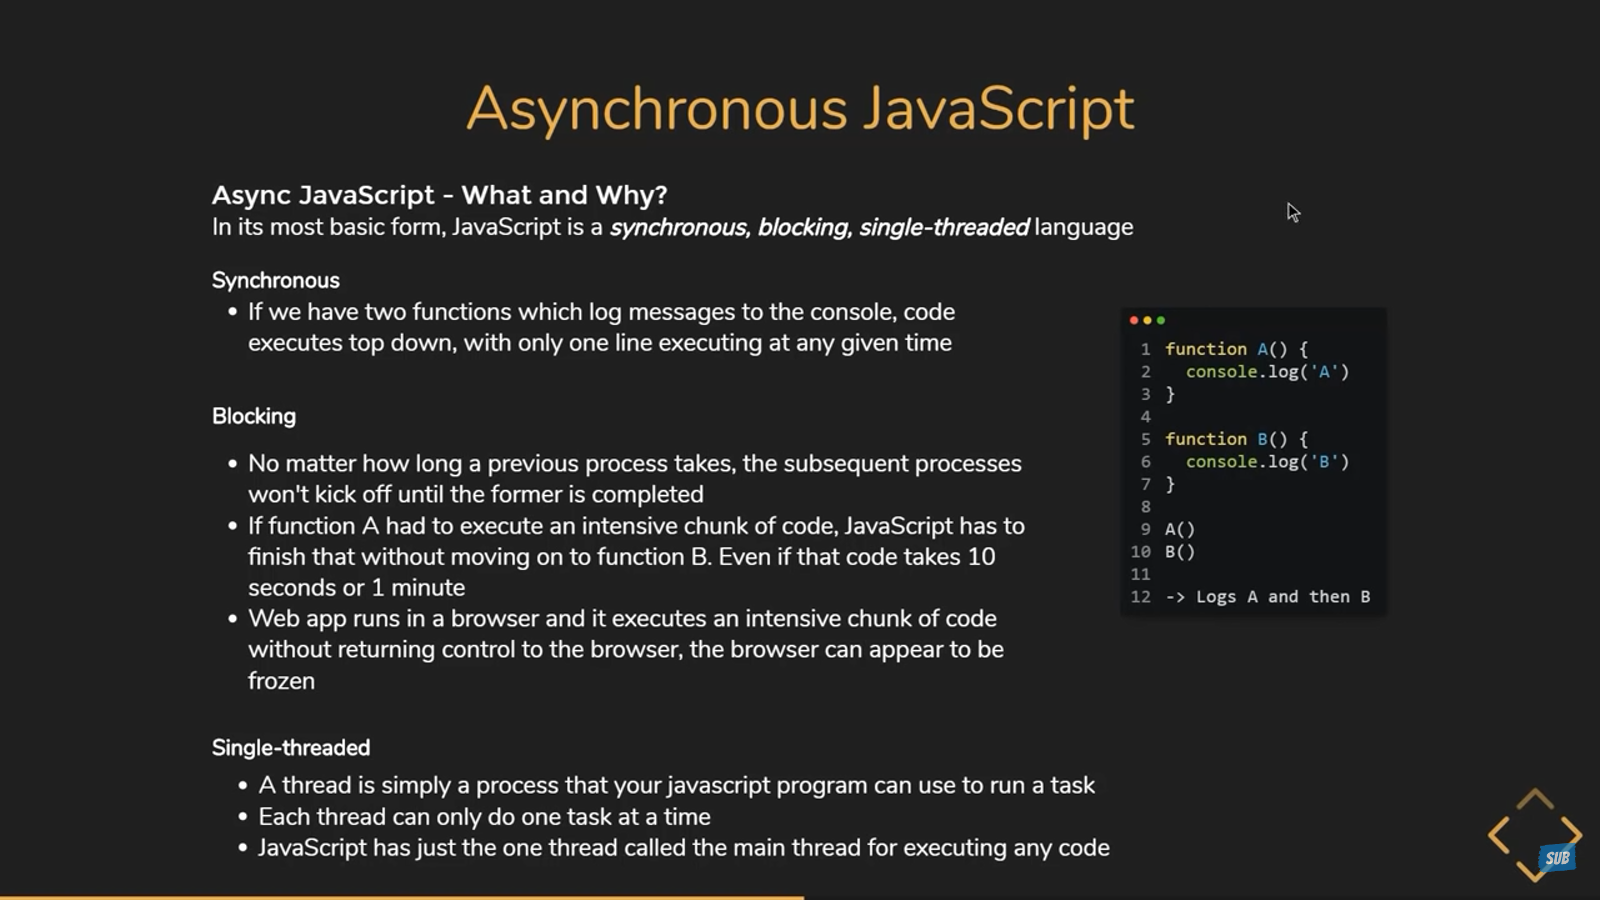 Asynchronous JavaScript
Async JavaScript - What and Why?
In its most basic form, JavaScript is a synchronous, blocking, single-threaded language
Synchronous
• If we have two functions which log messages to the console, code
executes top down, with only one line executing at any given time
Blocking
• No matter how long a previous process takes, the subsequent processes
won't kick off until the former is completed
• If function A had to execute an intensive chunk of code, JavaScript has to
finish that without moving on to function B. Even if that code takes 10
seconds or 1 minute
• Web app runs in a browser and it executes an intensive chunk of code
without returning control to the browser, the browser can appear to be
frozen
Single-threaded
• A thread is simply a process that your javascript program can use to run a task
• Each thread can only do one task at a time
• JavaScript has just the one thread called the main thread for executing any code
1 function A() {
2   console.log('A')
3 }
4
5 function B() {
6   console.log('B')
7 }
8
9 A()
10 B()
11
12 -> Logs A and then B
SUB